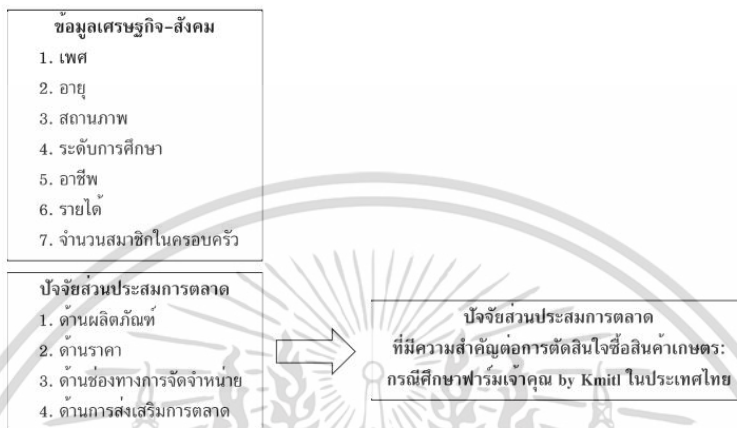 ข้อมูลเศรษฐกิจ-สังคม
1. เพศ
2. อายุ
3. สถานภาพ
4. ระดับการศึกษา
5. อาชีพ
6. รายได้
7. จำนวนสมาชิกในครอบครัว
ปัจจัยส่วนประสมการตลาด
1. ด้านผลิตภัณฑ์
2. ด้านราคา
3. ด้านช่องทางการจัดจำหน่าย
4. ด้านการส่งเสริมการตลาด
ปัจจัยส่วนประสมการตลาด
ที่มีความสำคัญต่อการตัดสินใจซื้อสินค้าเกษตร:
กรณีศึกษาฟาร์มเจ้าคุณ by Kmitl ในประเทศไทย